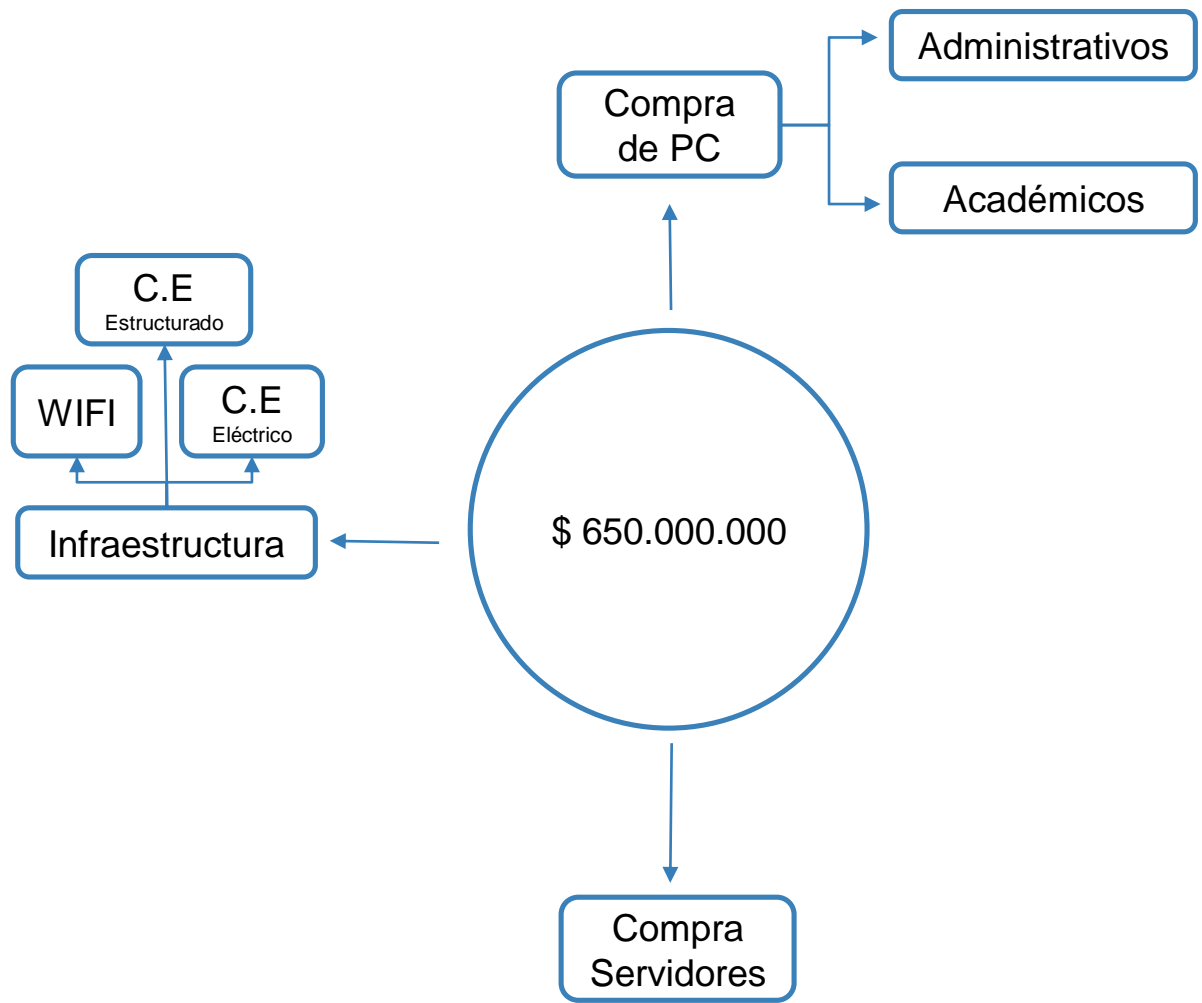 Administrativos
Compra
de PC
Académicos
C.E
Estructurado
WIFI
C.E
Eléctrico
Infraestructura
$ 650.000.000
Compra
Servidores